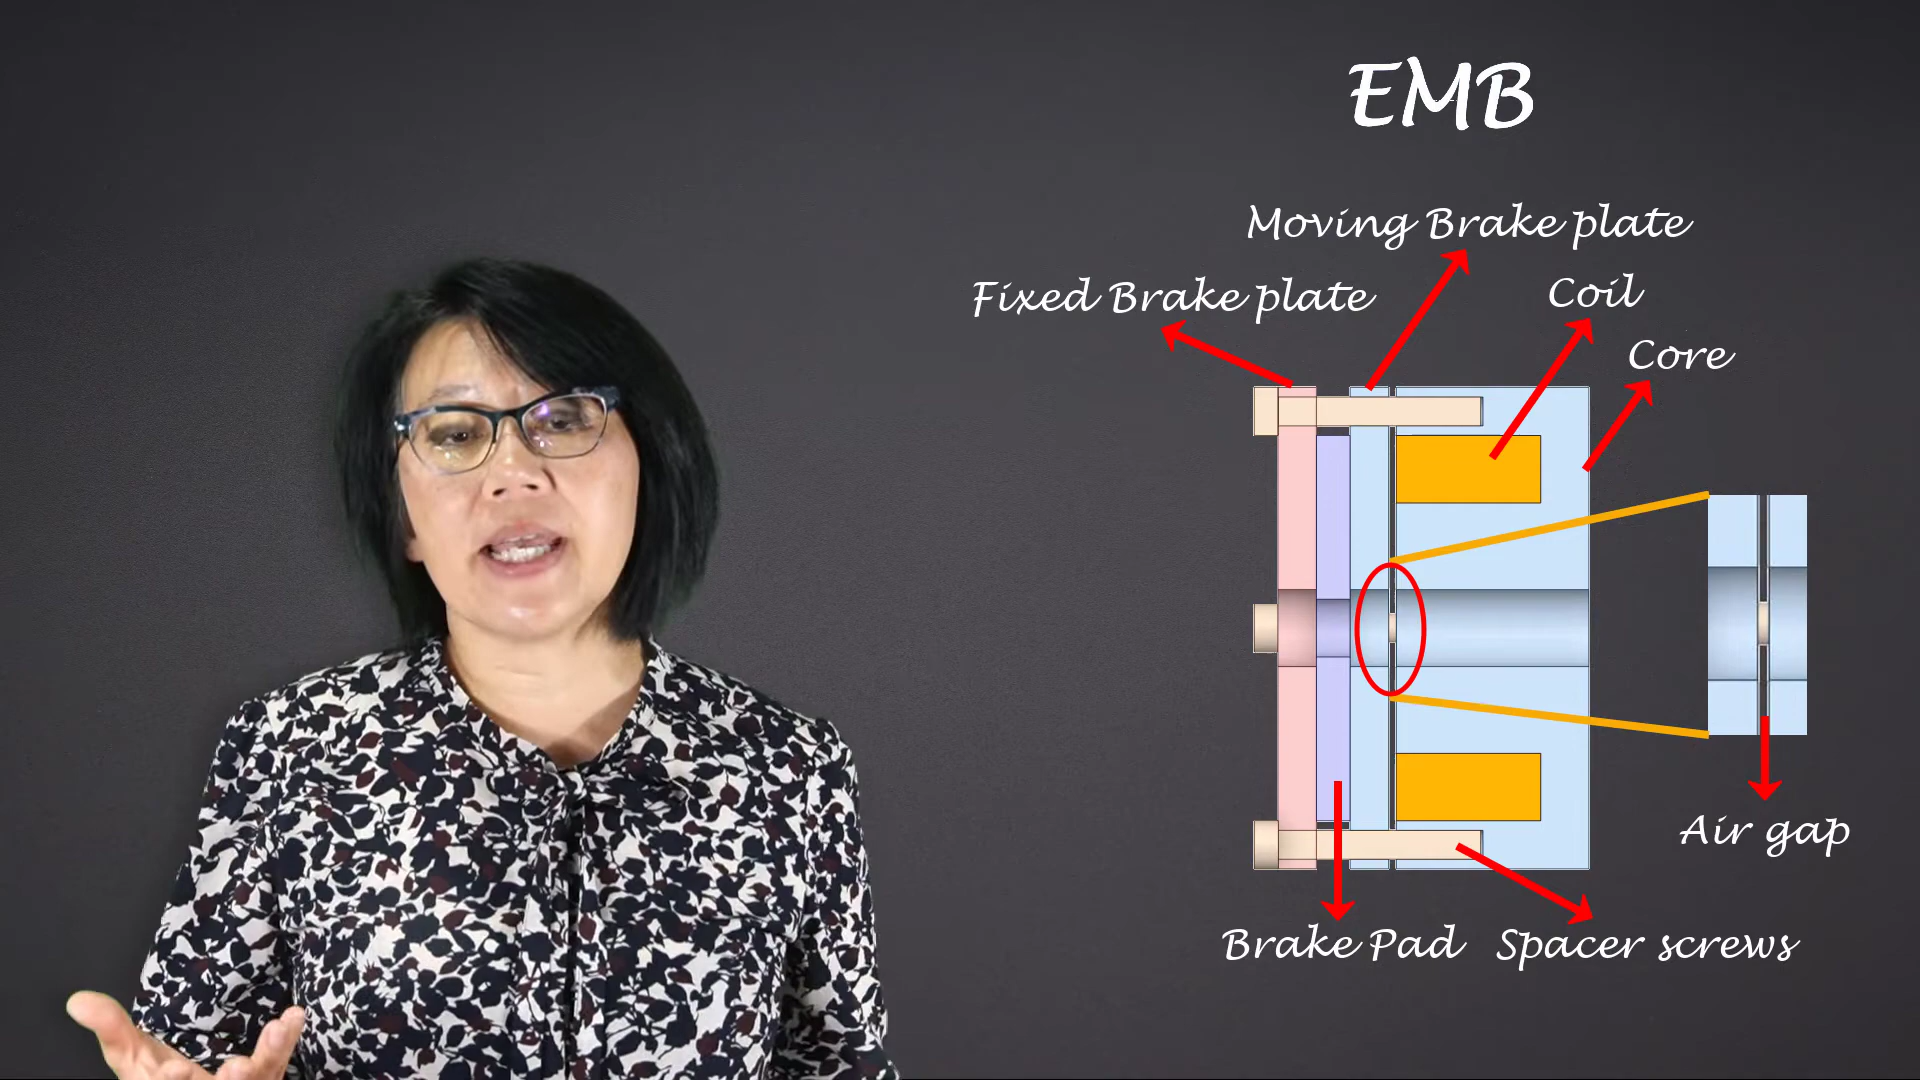 EMB
Moving Brake plate
Fixed Brake plate
Coil
Core
Air gap
Brake Pad
Spacer screws